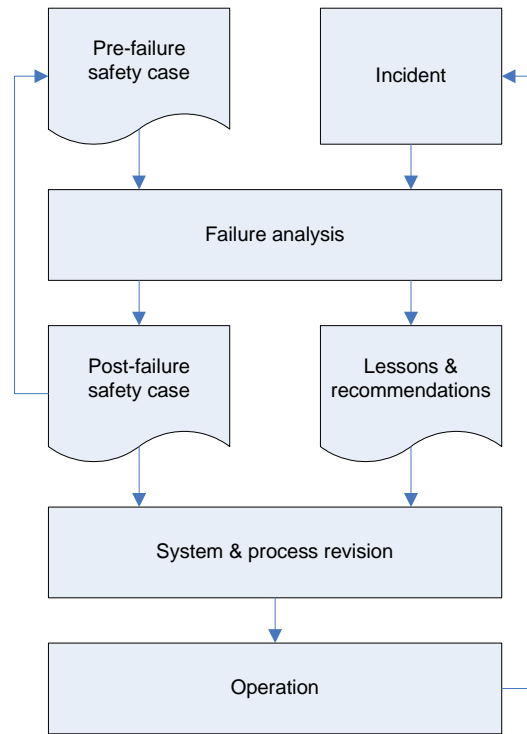 Pre-failure
safety case
Incident
Failure analysis
Post-failure
safety case
Lessons &
recommendations
System & process revision
Operation